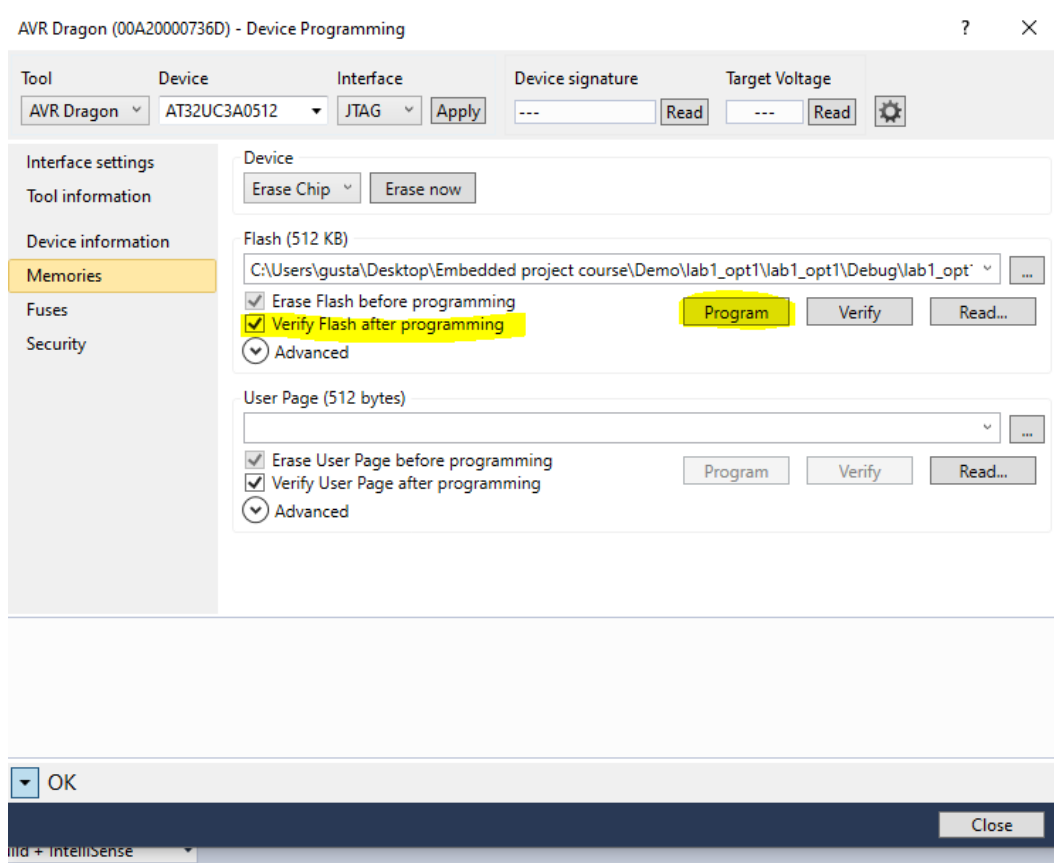 AVR Dragon (00A20000736D) - Device Programming ?
Tool Device Interface Device signature Target Voltage
AVR Dragon AT32UC3A0512 JTAG Apply --- Read --- Read
Interface settings
Tool information
Device information
Memories
Fuses
Security
Device
Erase Chip Erase now
Flash (512 KB)
C:\Users\gusta\Desktop\Embedded project course\Demo\lab1_opt1\lab1_opt1\Debug\lab1_opt ...
Erase Flash before programming
Verify Flash after programming
Program Verify Read...
Advanced
User Page (512 bytes)
...
Erase User Page before programming
Verify User Page after programming
Program Verify Read...
Advanced
OK
Close
+ IntelliSense